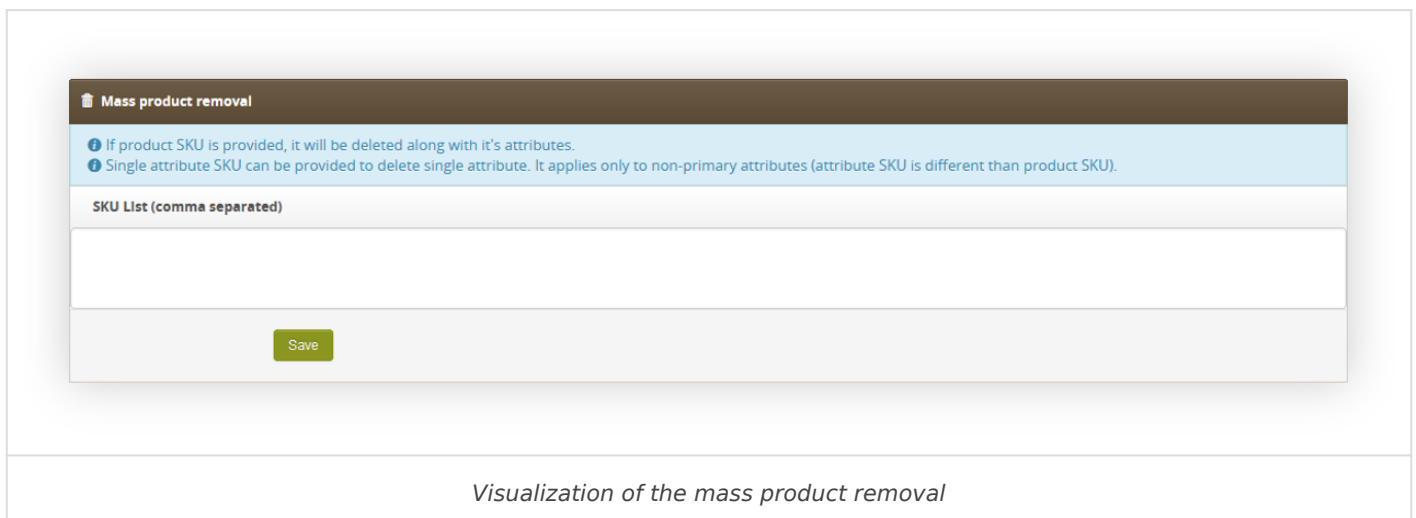 Mass product removal
If product SKU is provided, it will be deleted along with it's attributes.
Single attribute SKU can be provided to delete single attribute. It applies only to non-primary attributes (attribute SKU is different than product SKU).
SKU LIst (comma separated)
Save
Visualization of the mass product removal